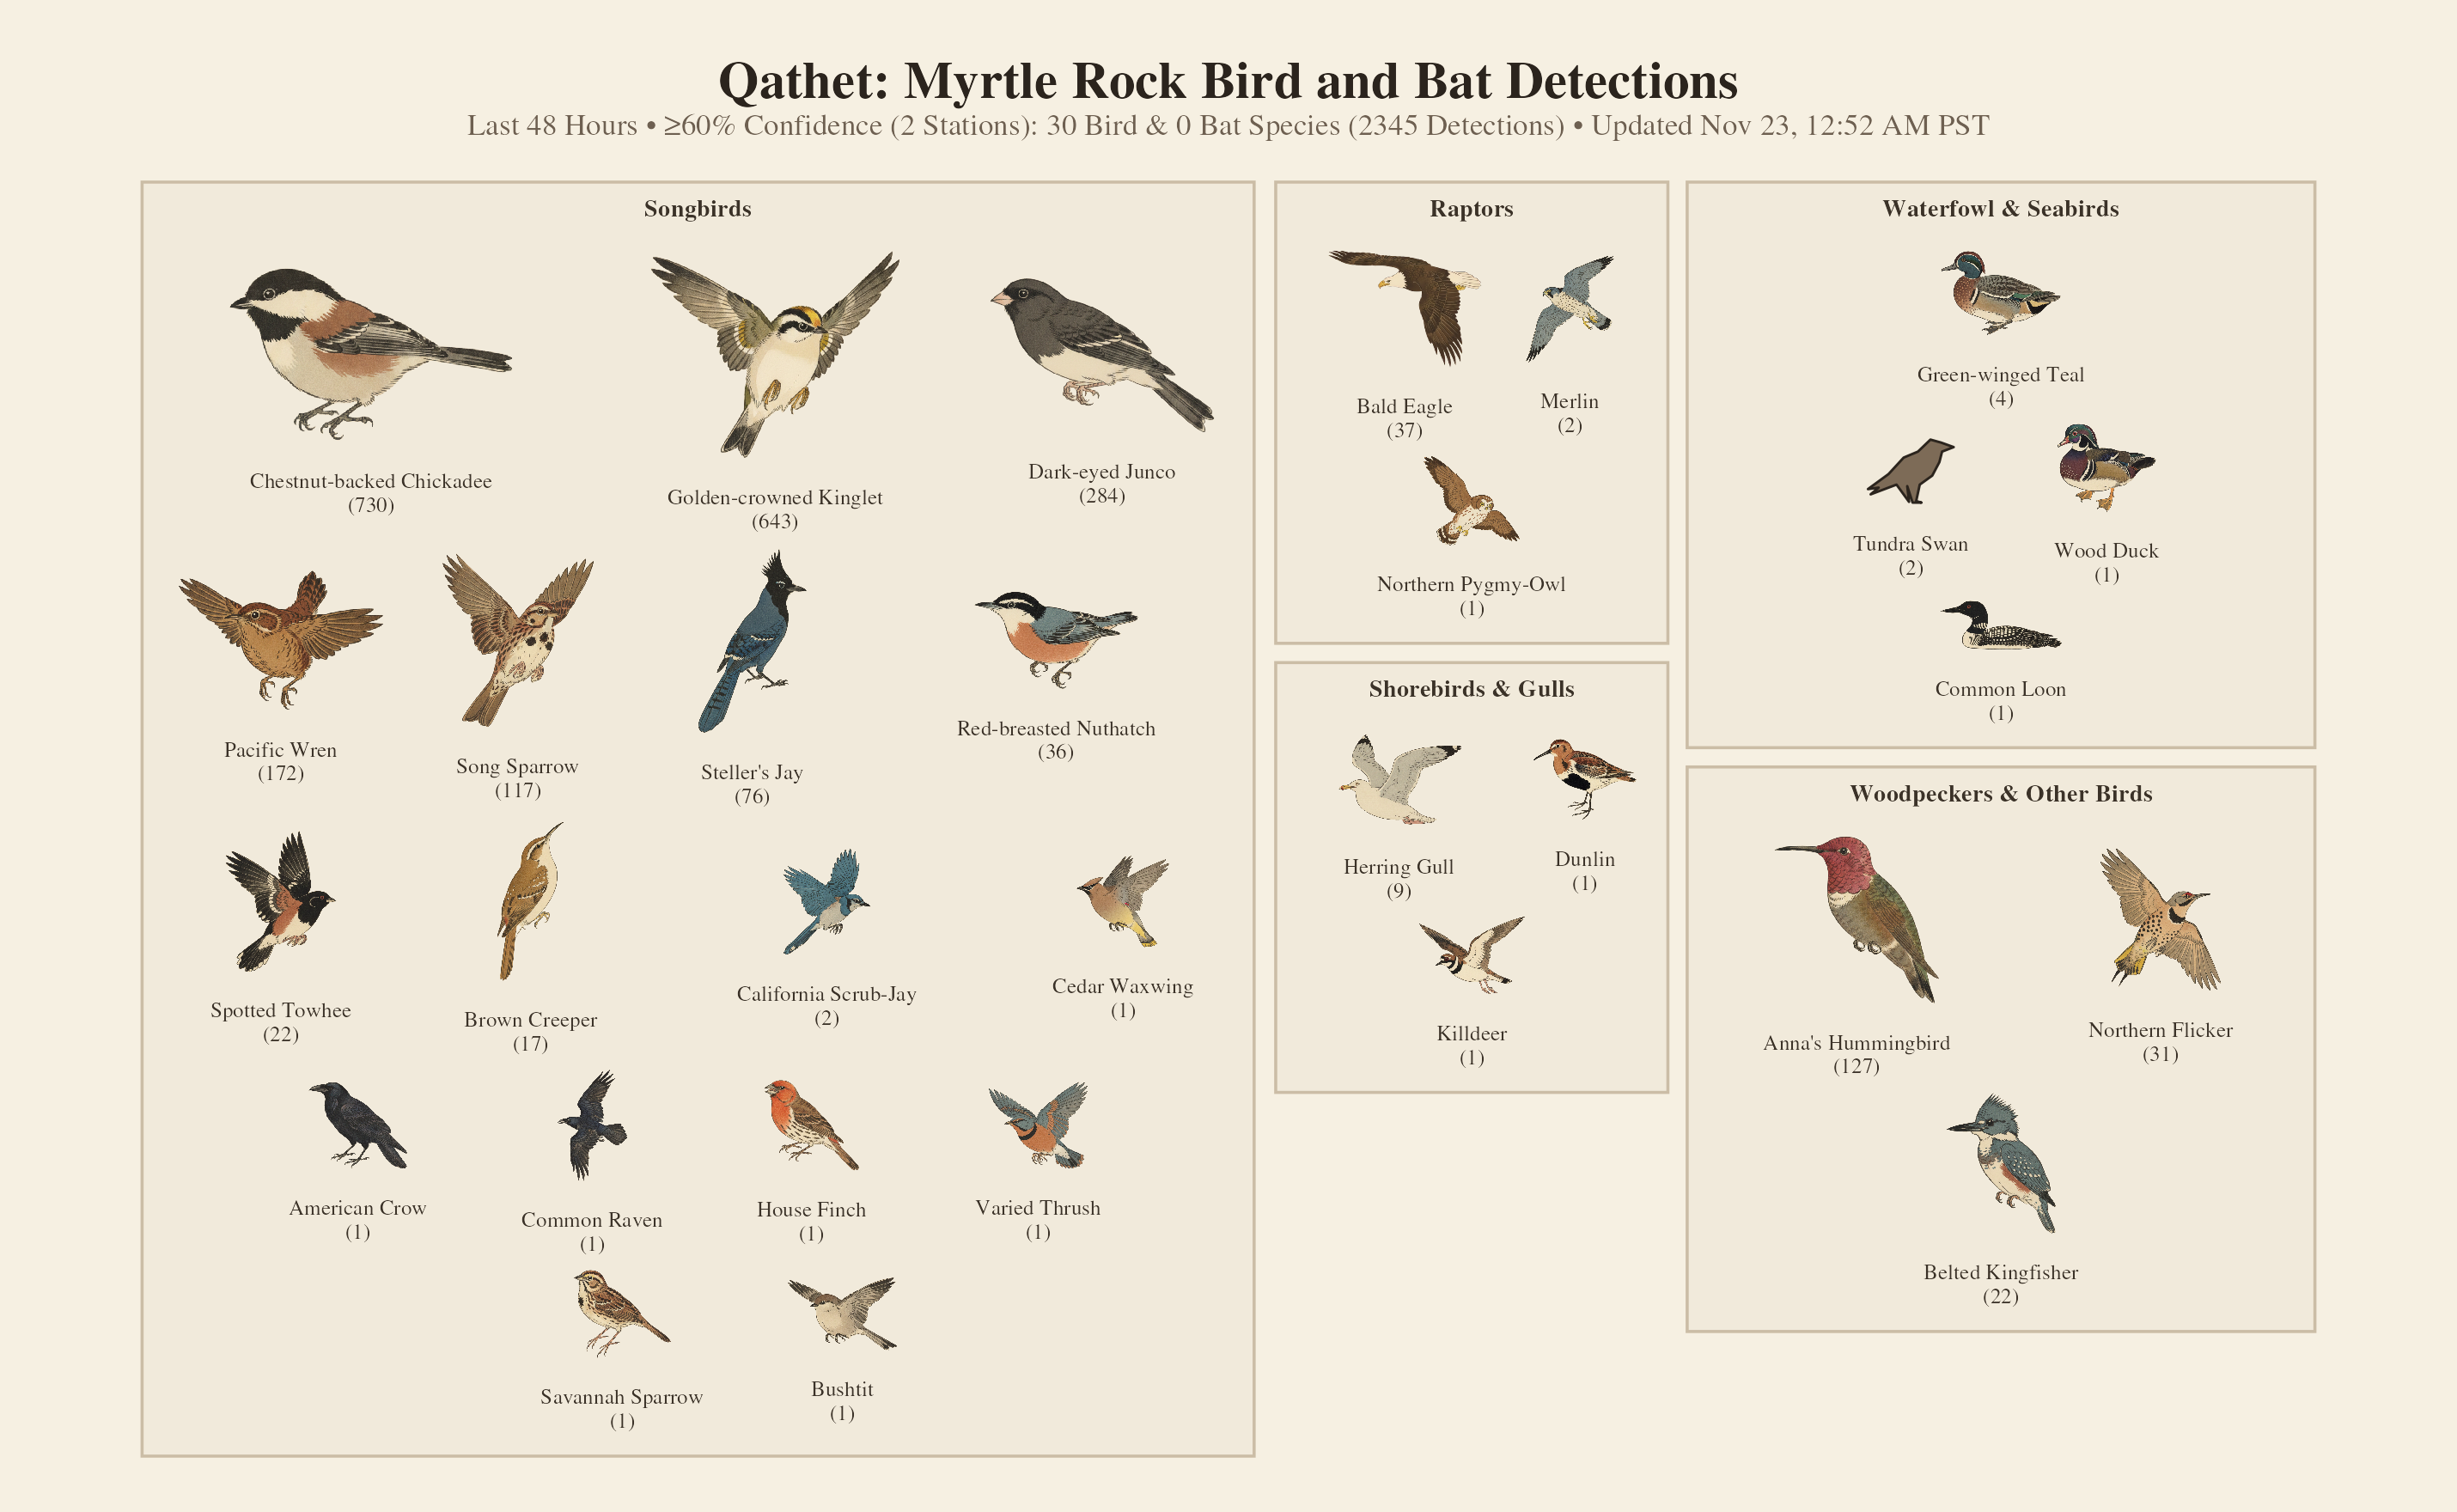 Qathet: Myrtle Rock Bird and Bat Detections
Last 48 Hours • ≥60% Confidence (2 Stations): 30 Bird & 0 Bat Species (2345 Detections) • Updated Nov 23, 12:52 AM PST
Songbirds
Chestnut-backed Chickadee
(730)
Golden-crowned Kinglet
(643)
Dark-eyed Junco
(284)
Pacific Wren
(172)
Song Sparrow
(117)
Steller's Jay
(76)
Red-breasted Nuthatch
(36)
Spotted Towhee
(22)
Brown Creeper
(17)
California Scrub-Jay
(2)
Cedar Waxwing
(1)
American Crow
(1)
Common Raven
(1)
House Finch
(1)
Varied Thrush
(1)
Savannah Sparrow
(1)
Bushtit
(1)
Raptors
Bald Eagle
(37)
Merlin
(2)
Northern Pygmy-Owl
(1)
Shorebirds & Gulls
Herring Gull
(9)
Dunlin
(1)
Killdeer
(1)
Waterfowl & Seabirds
Green-winged Teal
(4)
Tundra Swan
(2)
Wood Duck
(1)
Common Loon
(1)
Woodpeckers & Other Birds
Anna's Hummingbird
(127)
Northern Flicker
(31)
Belted Kingfisher
(22)